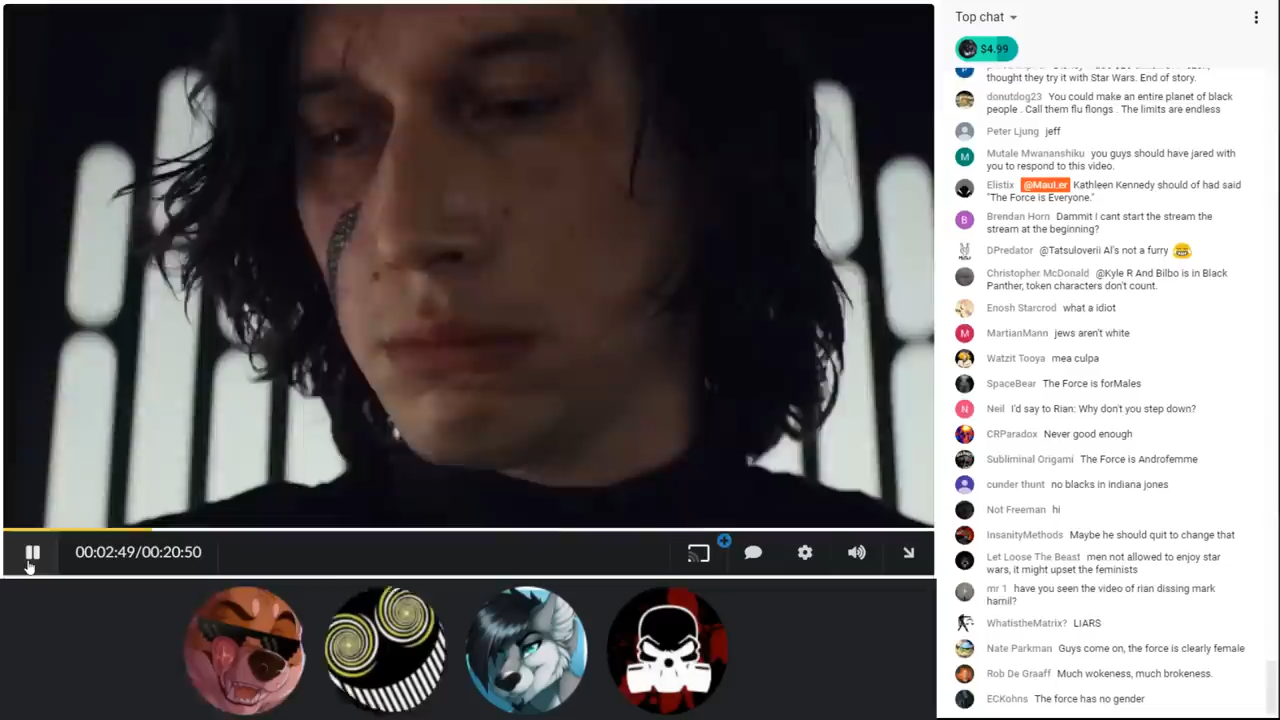 Top chat
$4.99
thought they try it with Star Wars. End of story.
donutdog23 You could make an entire planet of black
people . Call them flu flongs . The limits are endless
Peter Ljung jeff
M
Mutale Mwananshiku you guys should have jared with
you to respond to this video.
Elistix @MauLer Kathleen Kennedy should of had said
"The Force is Everyone."
B
Brendan Horn Dammit I cant start the stream the
stream at the beginning?
DPredator @Tatsuloverii Al's not a furry
Christopher McDonald @Kyle R And Bilbo is in Black
Panther, token characters don't count.
Enosh Starcrod what a idiot
M
MartianMann jews aren't white
Watzit Tooya mea culpa
SpaceBear The Force is forMales
N
Neil I'd say to Rian: Why don't you step down?
CRParadox Never good enough
Subliminal Origami The Force is Androfemme
cunder thunt no blacks in indiana jones
Not Freeman hi
InsanityMethods Maybe he should quit to change that
Let Loose The Beast men not allowed to enjoy star
wars, it might upset the feminists
mr 1 have you seen the video of rian dissing mark
hamil?
WhatistheMatrix? LIARS
Nate Parkman Guys come on, the force is clearly female
Rob De Graaff Much wokeness, much brokeness.
ECKohns The force has no gender
00:02:49/00:20:50